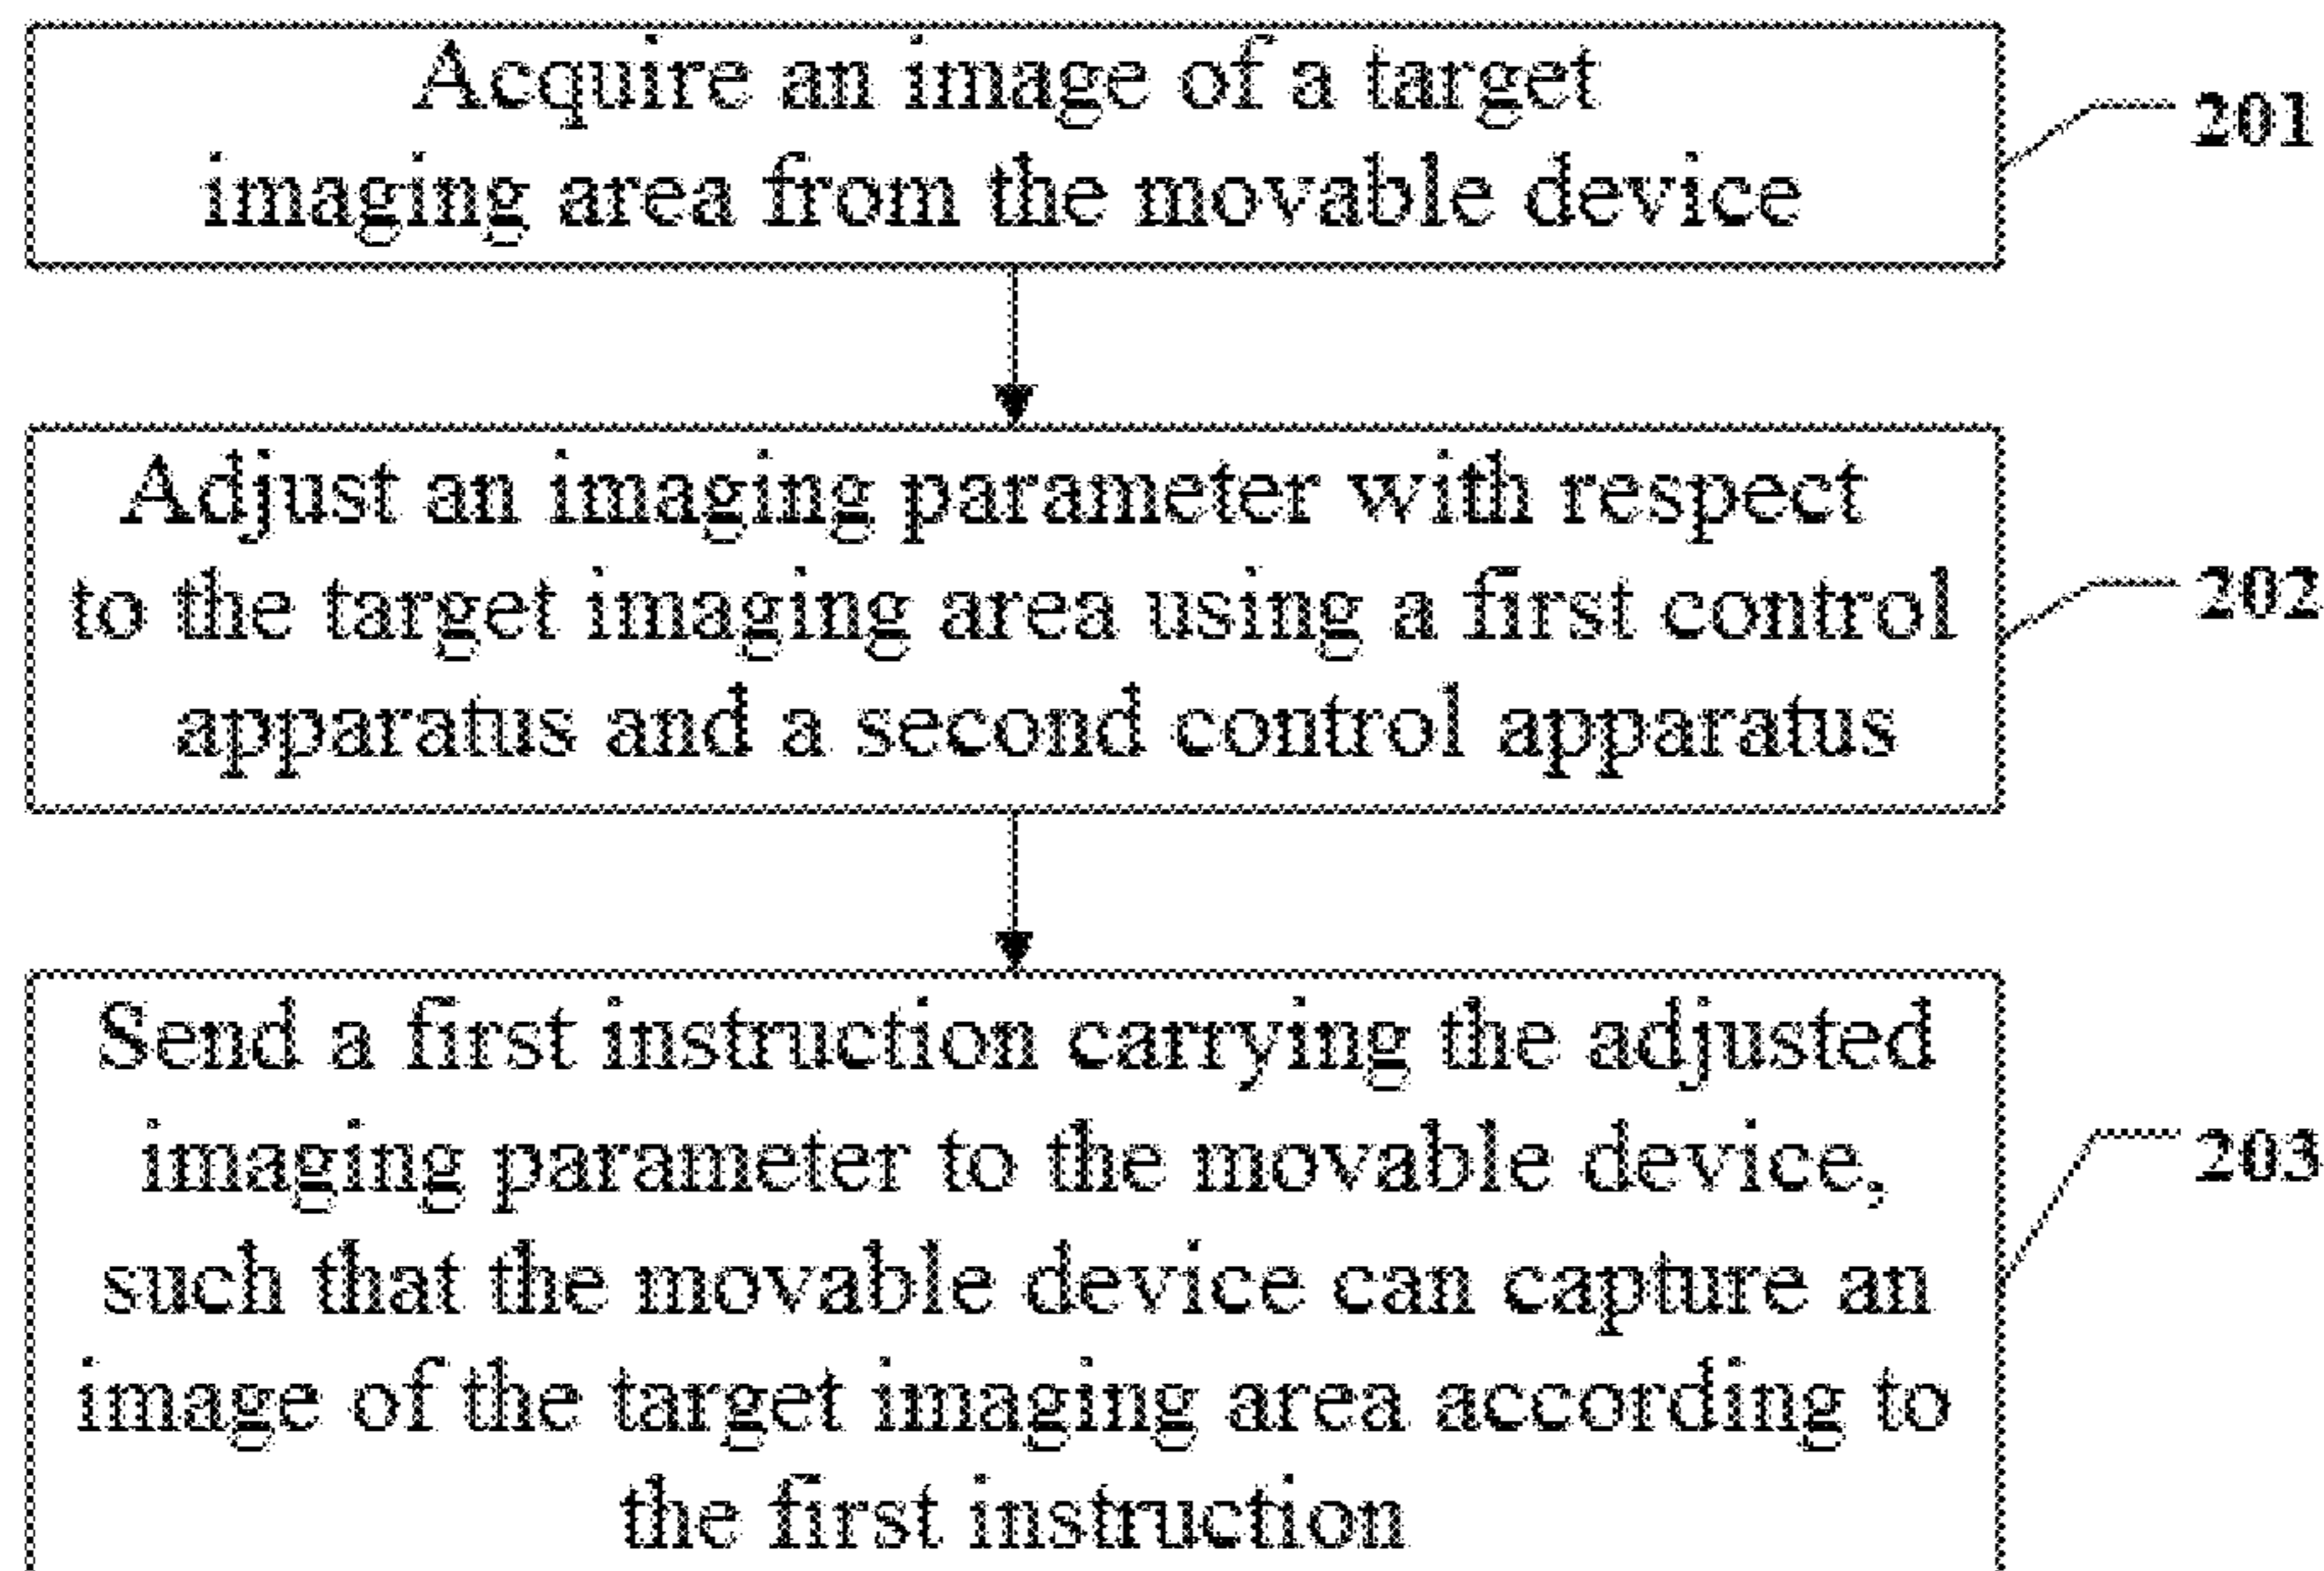 Acquire an image of a target
imaging area from the movable device
201
Adjust an imaging parameter with respect
to the target imaging area using a first control
apparatus and a second control apparatus
202
Send a first instruction carrying the adjusted
imaging parameter to the movable device,
such that the movable device can capture an
image of the target imaging area according to
the first instruction
203